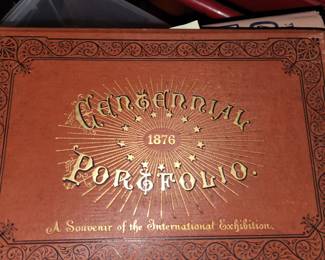 CENTENNIAL
1876
PORTFOLIO.
A Souvenir of the International Exhibition.